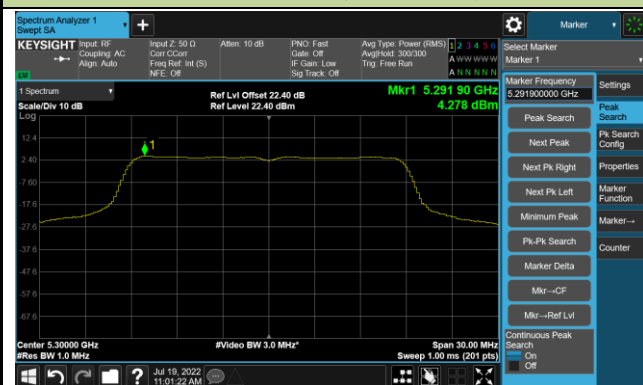 Spectrum Analyzer 1
Swept SA
+
Marker
KEYSIGHT
Input: RF
Coupling: AC
Align: Auto
Input Z: 50 Ω
Corr CCorr
Freq Ref: Int (S)
NFE: Off
Atten: 10 dB
PNO: Fast
Gate: Off
IF Gain: Low
Sig Track: Off
Avg Type: Power (RMS)
Avg|Hold: 300/300
Trig: Free Run
1 2 3 4 5 6
A W W W W W
A N N N N N
Select Marker
Marker 1
1 Spectrum
Scale/Div 10 dB
Log
Ref Lvl Offset 22.40 dB
Ref Level 22.40 dBm
Mkr1 5.291 90 GHz
4.278 dBm
12.4
2.40
-7.60
-17.6
-27.6
-37.6
-47.6
-57.6
-67.6
1
Center 5.30000 GHz
#Res BW 1.0 MHz
#Video BW 3.0 MHz*
Span 30.00 MHz
Sweep 1.00 ms (201 pts)
Marker Frequency
5.291900000 GHz
Peak Search
Next Peak
Next Pk Right
Next Pk Left
Minimum Peak
Pk-Pk Search
Marker Delta
Mkr→CF
Mkr→Ref Lvl
Continuous Peak
Search
On
Off
Settings
Peak
Search
Pk Search
Config
Properties
Marker
Function
Marker→
Counter
?
Jul 19, 2022
11:01:22 AM